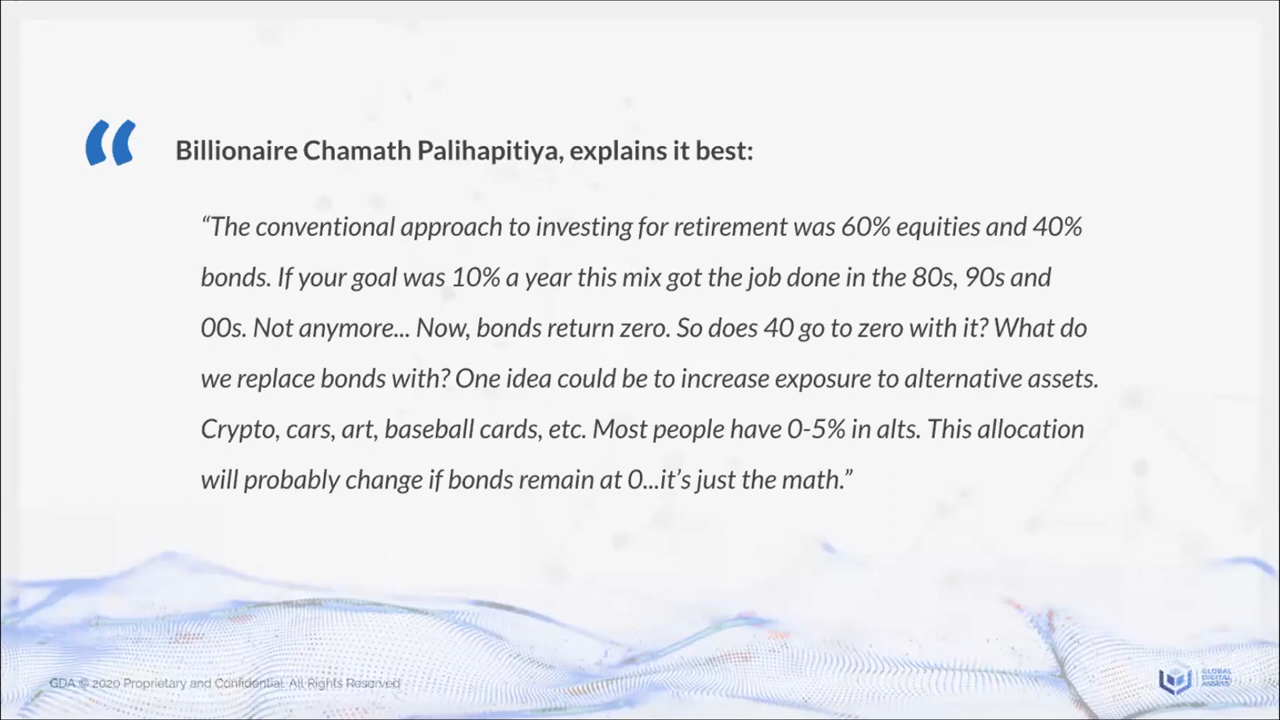 “
Billionaire Chamath Palihapitiya, explains it best:
“The conventional approach to investing for retirement was 60% equities and 40%
bonds. If your goal was 10% a year this mix got the job done in the 80s, 90s and
00s. Not anymore... Now, bonds return zero. So does 40 go to zero with it? What do
we replace bonds with? One idea could be to increase exposure to alternative assets.
Crypto, cars, art, baseball cards, etc. Most people have 0-5% in alts. This allocation
will probably change if bonds remain at 0...it’s just the math.”
GDA © 2020 Proprietary and Confidential. All Rights Reserved
GLOBAL
DIGITAL
ASSETS